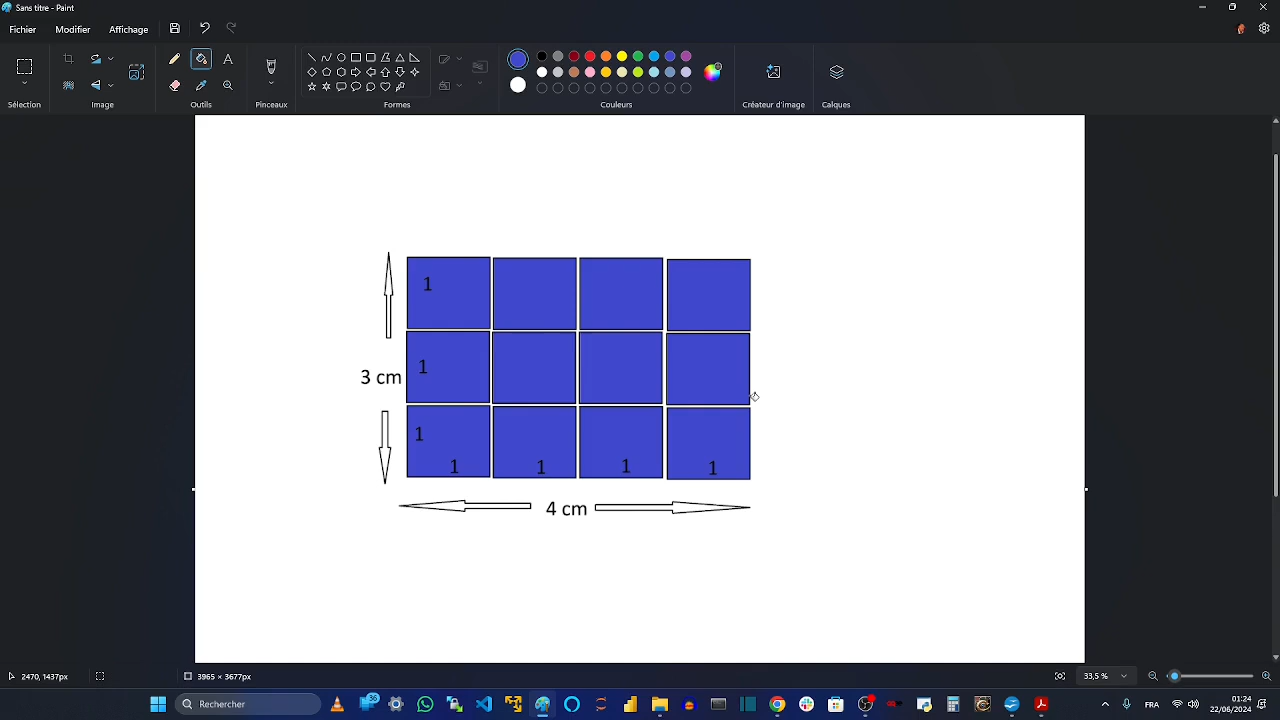 Sans titre - Paint
Fichier Modifier Affichage
Sélection Image Outils Pinceaux Formes Couleurs Créateur d'image Calques
1
1
3 cm
1
1 1 1 1
4 cm
2470, 1437px 3965 × 3677px 33,3%
36
Rechercher FRA 01:24
22/06/2024